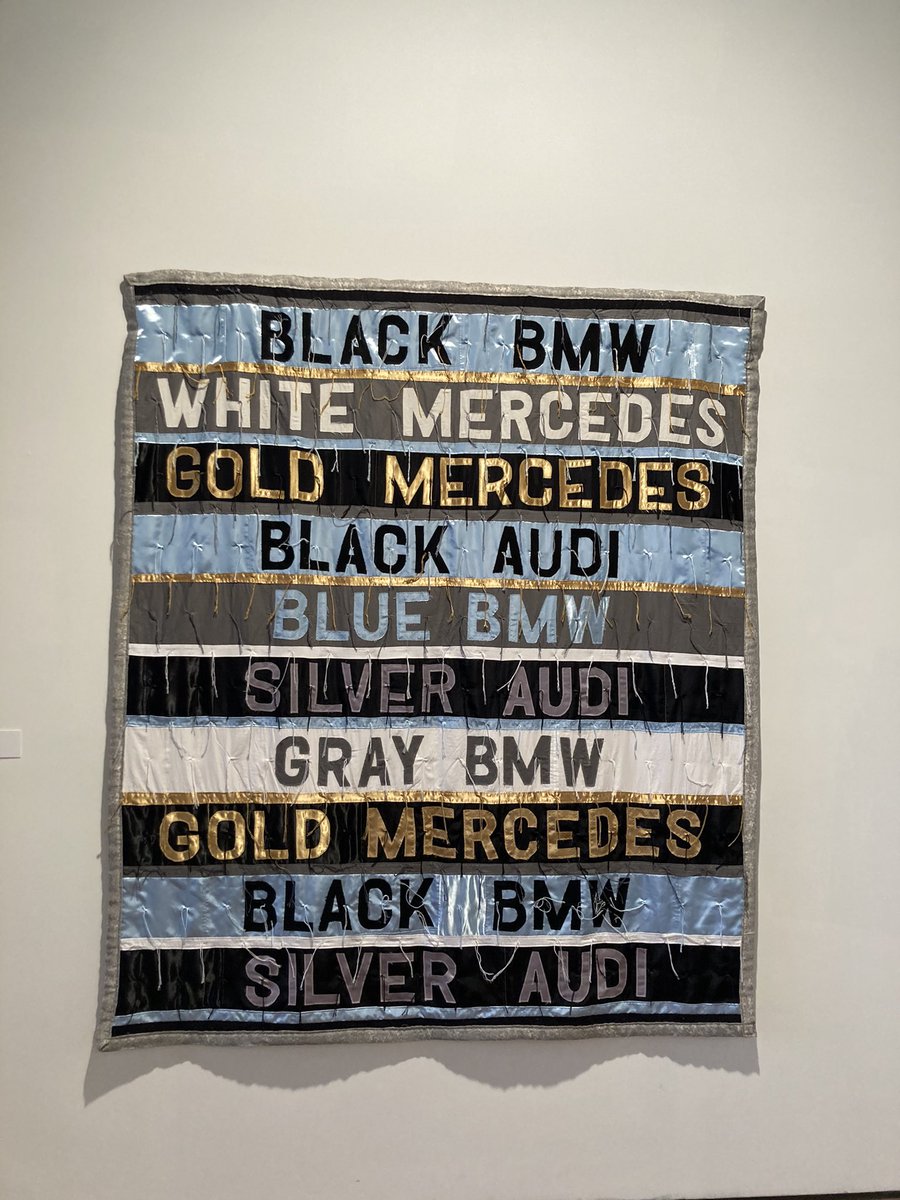 BLACK BMW
WHITE MERCEDES
GOLD MERCEDES
BLACK AUDI
BLUE BMW
SILVER AUDI
GRAY BMW
GOLD MERCEDES
BLACK BMW
SILVER AUDI